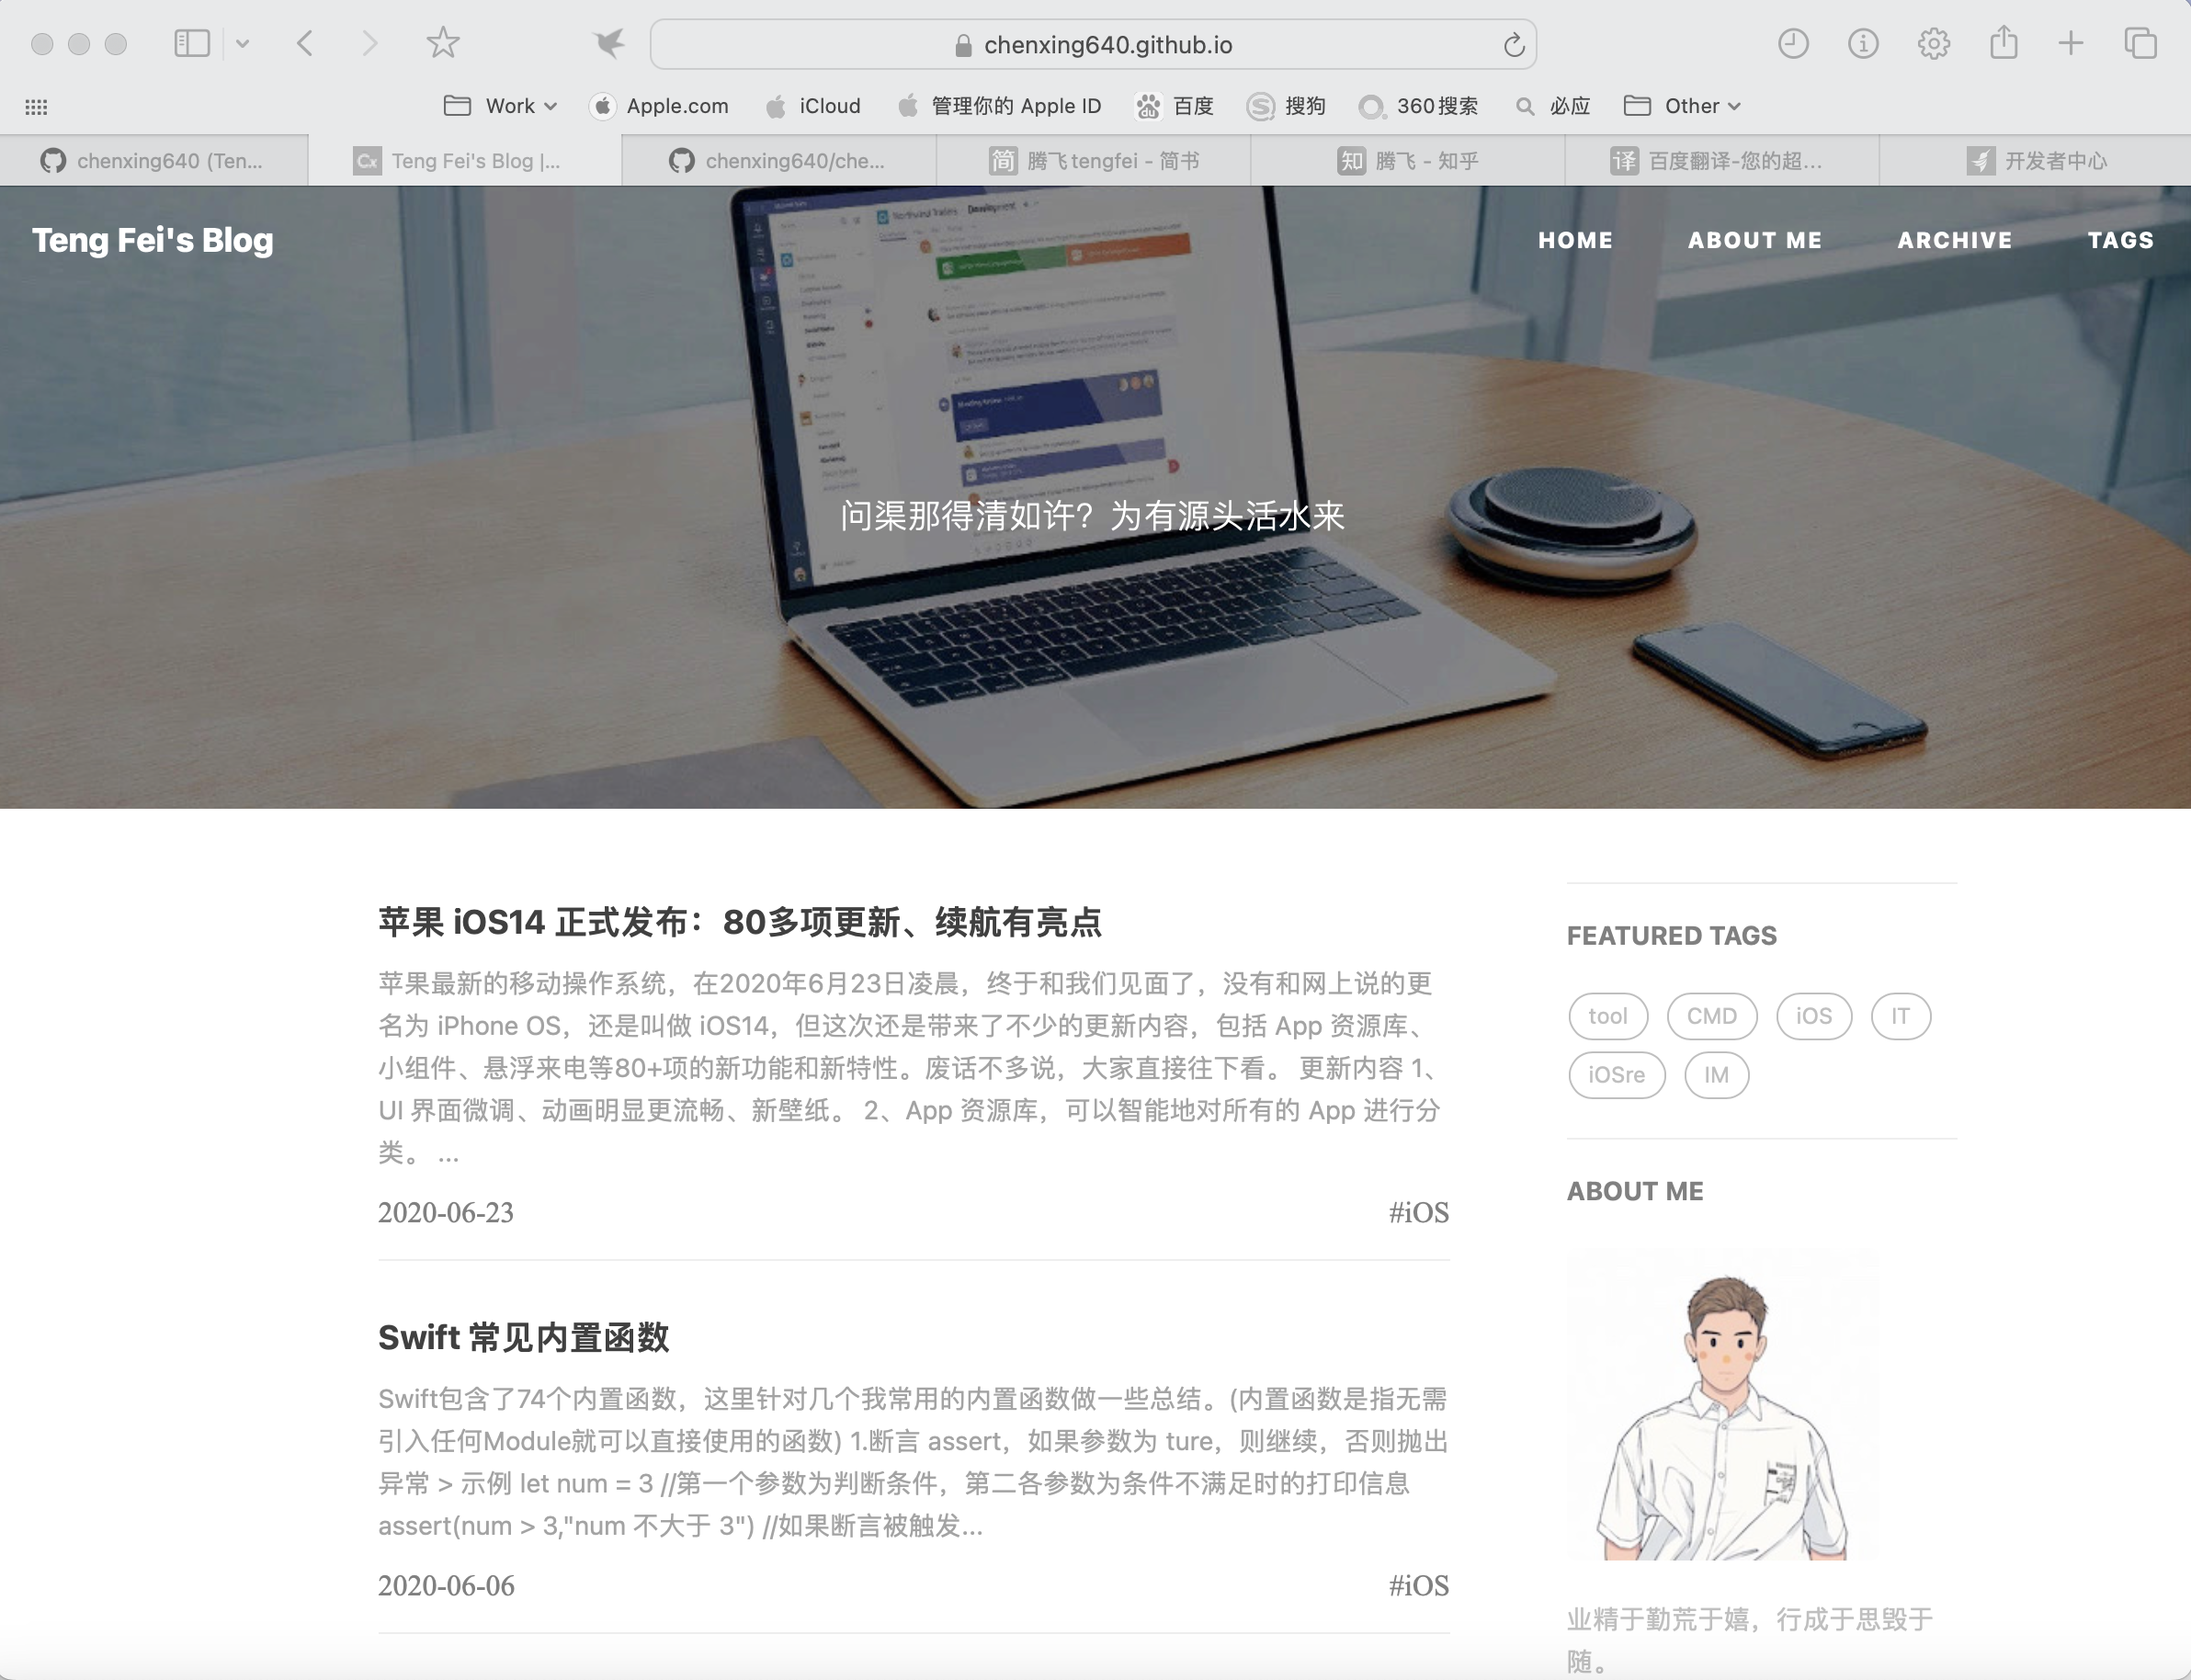 chenxing640.github.io
Work
Apple.com
iCloud
管理你的 Apple ID
百度
搜狗
360搜索
必应
Other
chenxing640 (Ten...
Teng Fei's Blog |...
chenxing640/che...
腾飞tengfei - 简书
腾飞 - 知乎
百度翻译-您的超...
开发者中心
Teng Fei's Blog
HOME
ABOUT ME
ARCHIVE
TAGS
问渠那得清如许？为有源头活水来
苹果 iOS14 正式发布：80多项更新、续航有亮点
苹果最新的移动操作系统，在2020年6月23日凌晨，终于和我们见面了，没有和网上说的更
名为 iPhone OS，还是叫做 iOS14，但这次还是带来了不少的更新内容，包括 App 资源库、
小组件、悬浮来电等80+项的新功能和新特性。废话不多说，大家直接往下看。 更新内容 1、
UI 界面微调、动画明显更流畅、新壁纸。 2、App 资源库，可以智能地对所有的 App 进行分
类。 ...
2020-06-23
#iOS
Swift 常见内置函数
Swift包含了74个内置函数，这里针对几个我常用的内置函数做一些总结。(内置函数是指无需
引入任何Module就可以直接使用的函数) 1.断言 assert，如果参数为 ture，则继续，否则抛出
异常 > 示例 let num = 3 //第一个参数为判断条件，第二各参数为条件不满足时的打印信息
assert(num > 3,"num 不大于 3") //如果断言被触发...
2020-06-06
#iOS
FEATURED TAGS
tool
CMD
iOS
IT
iOSre
IM
ABOUT ME
业精于勤荒于嬉，行成于思毁于
随。